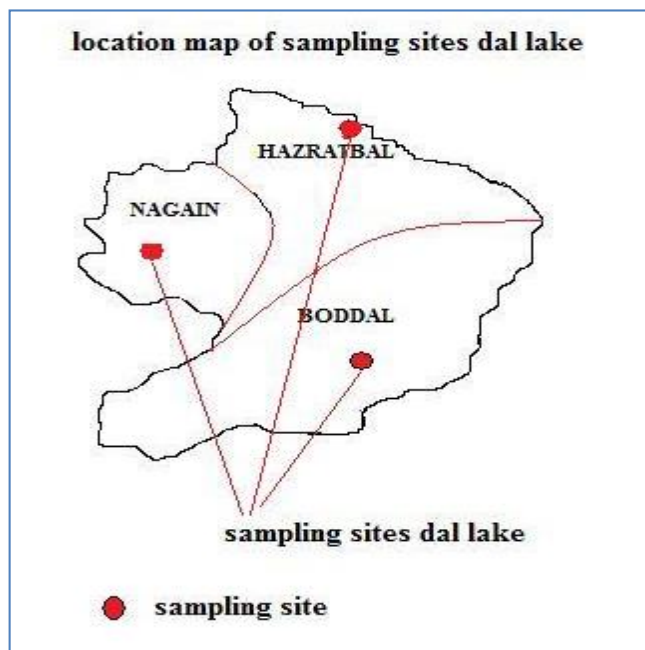 location map of sampling sites dal lake
HAZRATBAL
NAGAIN
BODDAL
sampling sites dal lake
sampling site